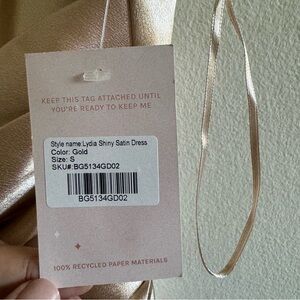 KEEP THIS TAG ATTACHED UNTIL
YOU'RE READY TO KEEP ME
Style name:Lydia Shiny Satin Dress
Color: Gold
Size: S
SKU#:BG5134GD02
BG5134GD02
100% RECYCLED PAPER MATERIALS